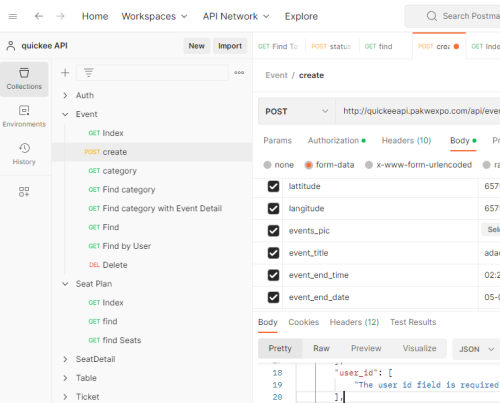 Home Workspaces API Network Explore Search Postma
quickee API New Import
GET Find Ta POST status GET find POST crea GET Inde
Collections
Environments
History
Auth
Event
GET Index
POST create
GET category
GET Find category
GET Find category with Event Detail
GET Find
GET Find by User
DEL Delete
Seat Plan
GET Index
GET find
GET find Seats
SeatDetail
Table
Ticket
Event / create
POST http://quickeeapi.pakwexpo.com/api/eve
Params Authorization Headers (10) Body Pr
none form-data x-www-form-urlencoded ra
lattitude 657
langitude 657
events_pic Sele
event_title adad
event_end_time 02:2
event_end_date 05-0
Body Cookies Headers (12) Test Results
Pretty Raw Preview Visualize JSON
18 "user_id": [
19 "The user id field is required
20 ],